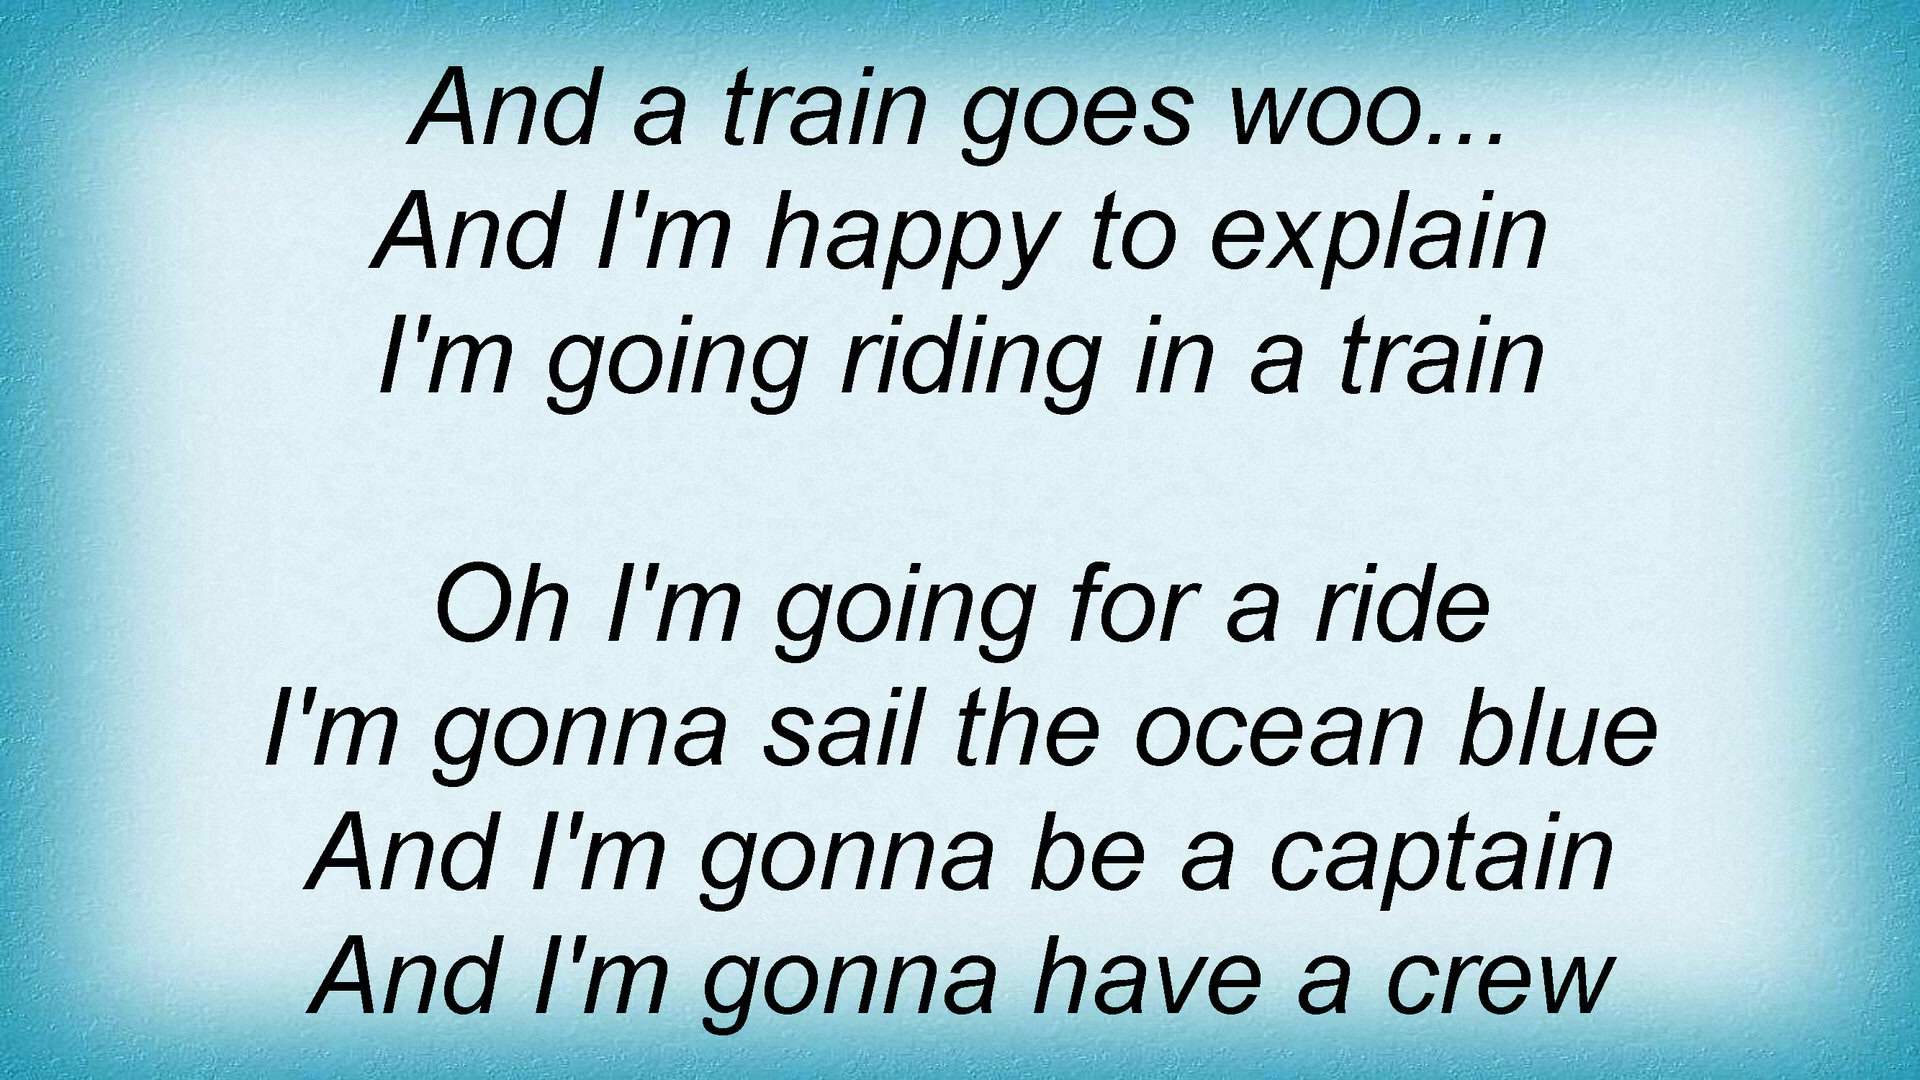 And a train goes woo...
And I'm happy to explain
I'm going riding in a train
Oh I'm going for a ride
I'm gonna sail the ocean blue
And I'm gonna be a captain
And I'm gonna have a crew